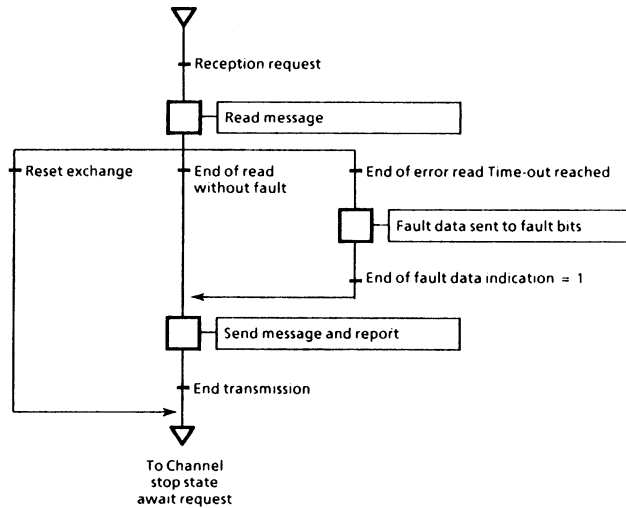 Reception request
Read message
Reset exchange
End of read
without fault
End of error read Time-out reached
Fault data sent to fault bits
End of fault data indication = 1
Send message and report
End transmission
To Channel
stop state
await request